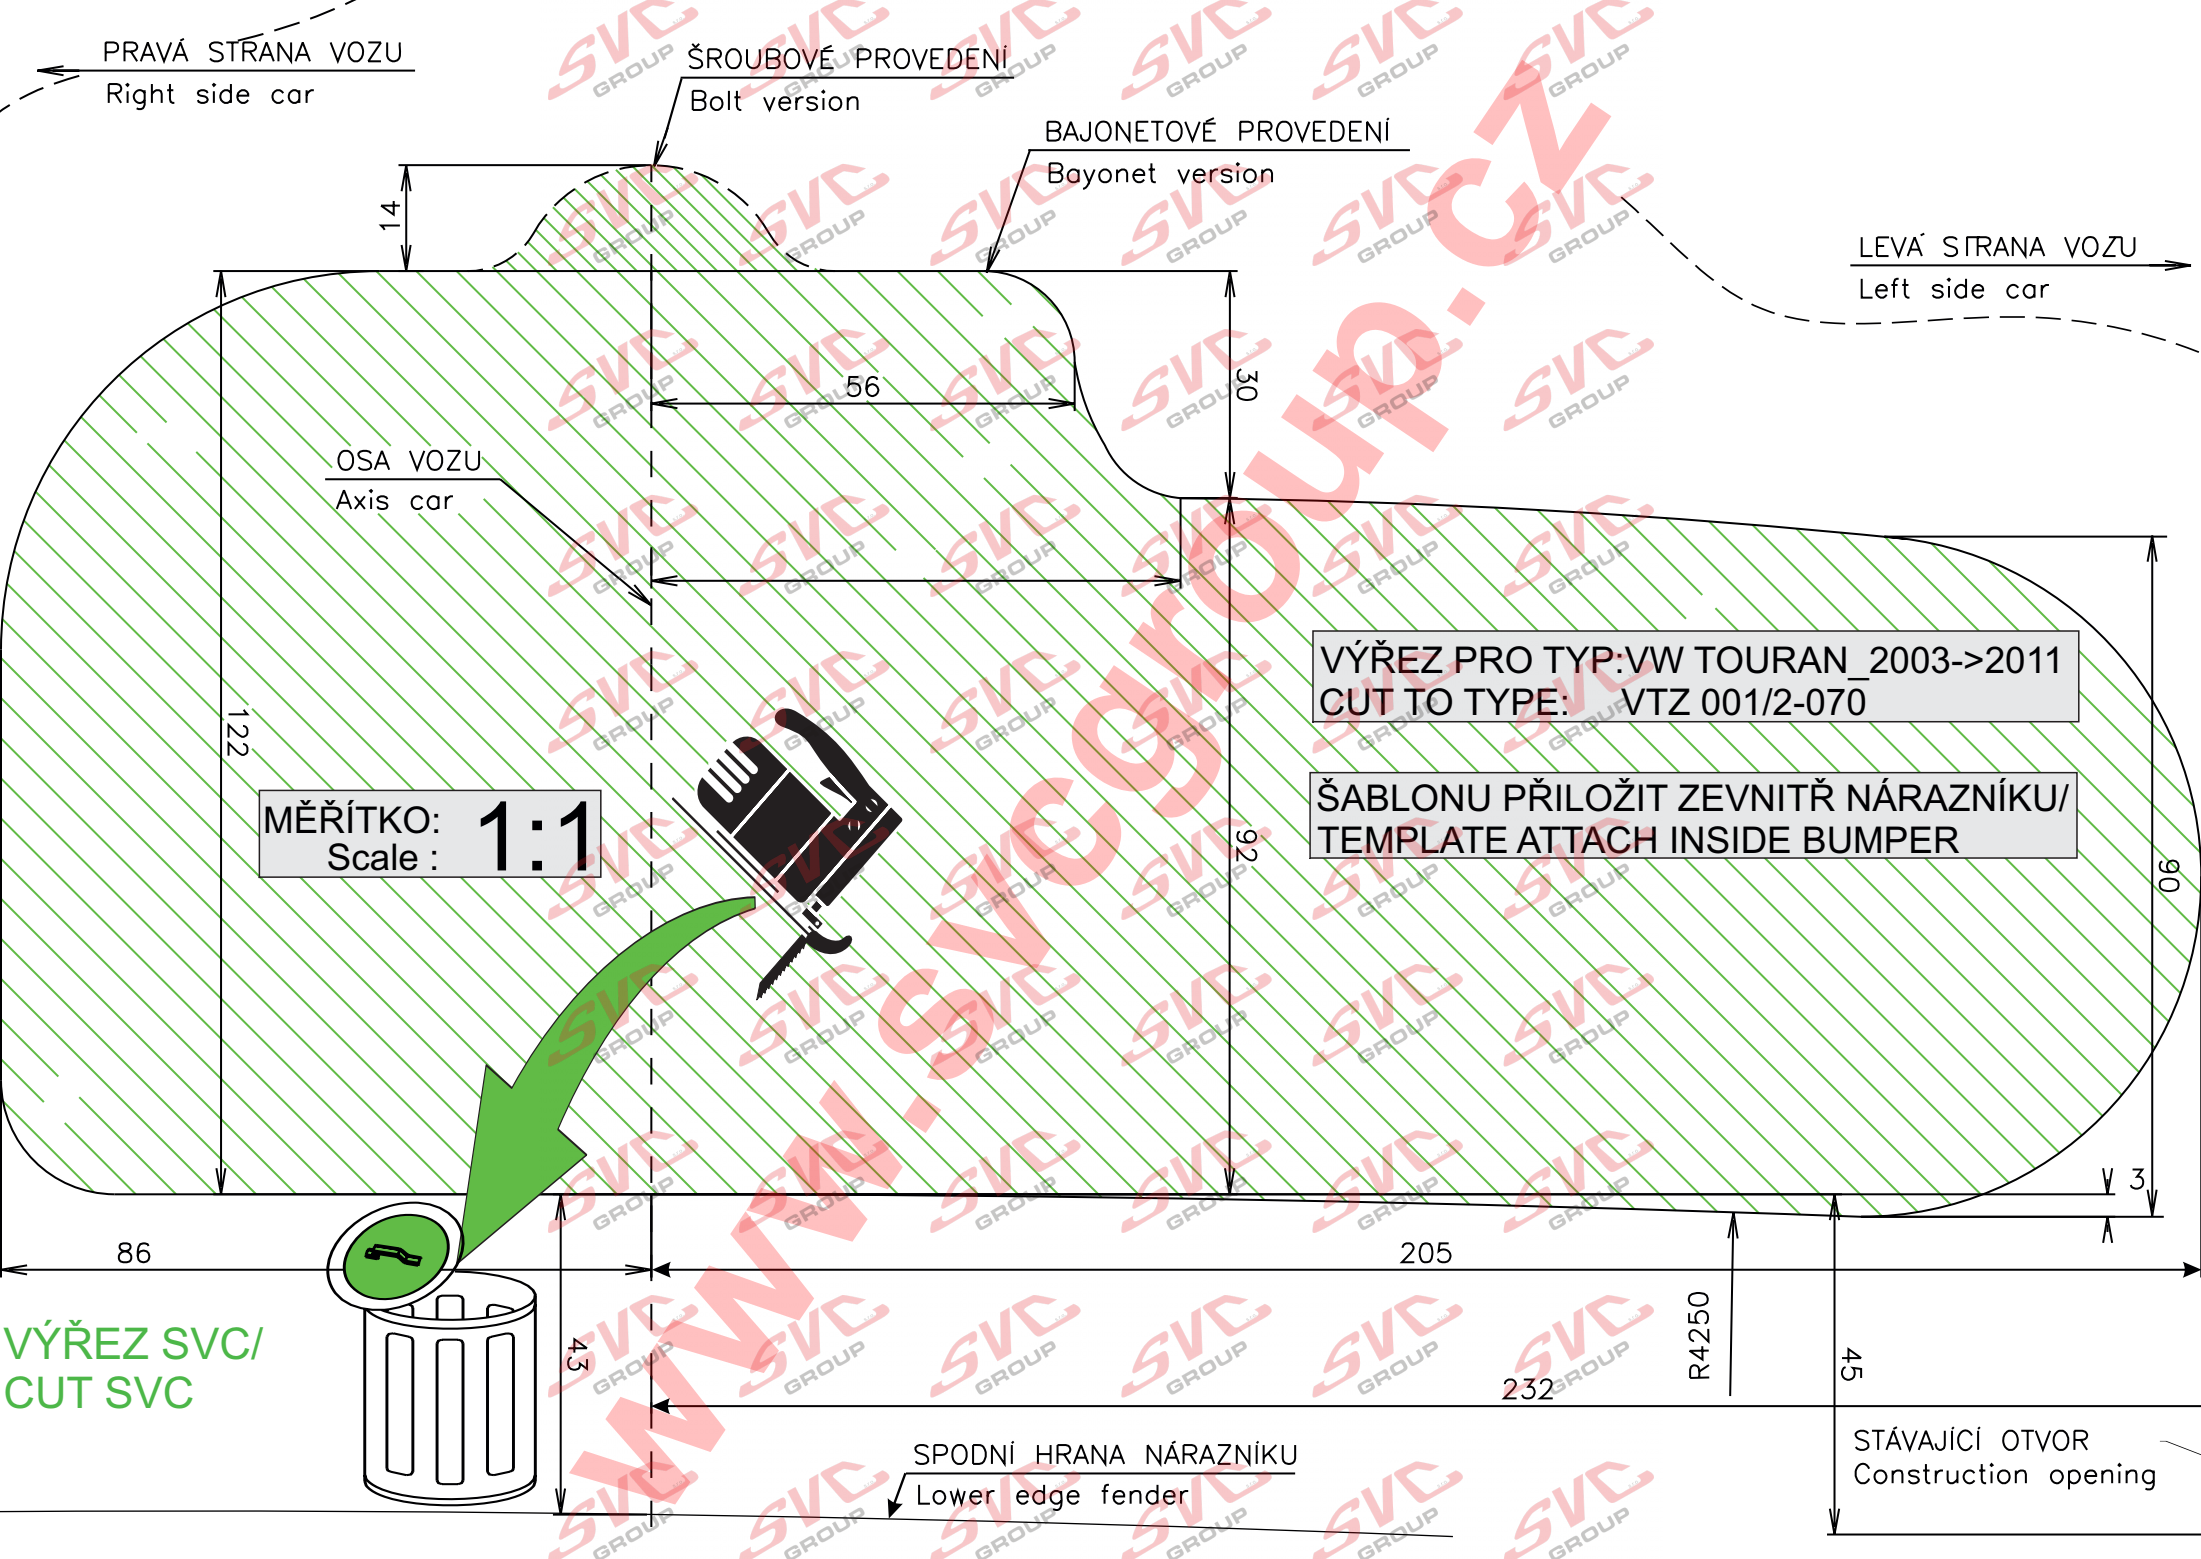 PRAVÁ STRANA VOZU
Right side car
ŠROUBOVÉ PROVEDENÍ
Bolt version
BAJONETOVÉ PROVEDENÍ
Bayonet version
LEVÁ STRANA VOZU
Left side car
14
56
30
OSA VOZU
Axis car
122
92
90
VÝŘEZ PRO TYP:VW TOURAN_2003->2011
CUT TO TYPE: VTZ 001/2-070
ŠABLONU PŘILOŽIT ZEVNITŘ NÁRAZNÍKU/
TEMPLATE ATTACH INSIDE BUMPER
MĚŘÍTKO: 1:1
Scale :
3
86
205
R4250
43
45
232
VÝŘEZ SVC/
CUT SVC
SPODNÍ HRANA NÁRAZNÍKU
Lower edge fender
STÁVAJÍCÍ OTVOR
Construction opening
www.svcgroup.cz
SVC GROUP